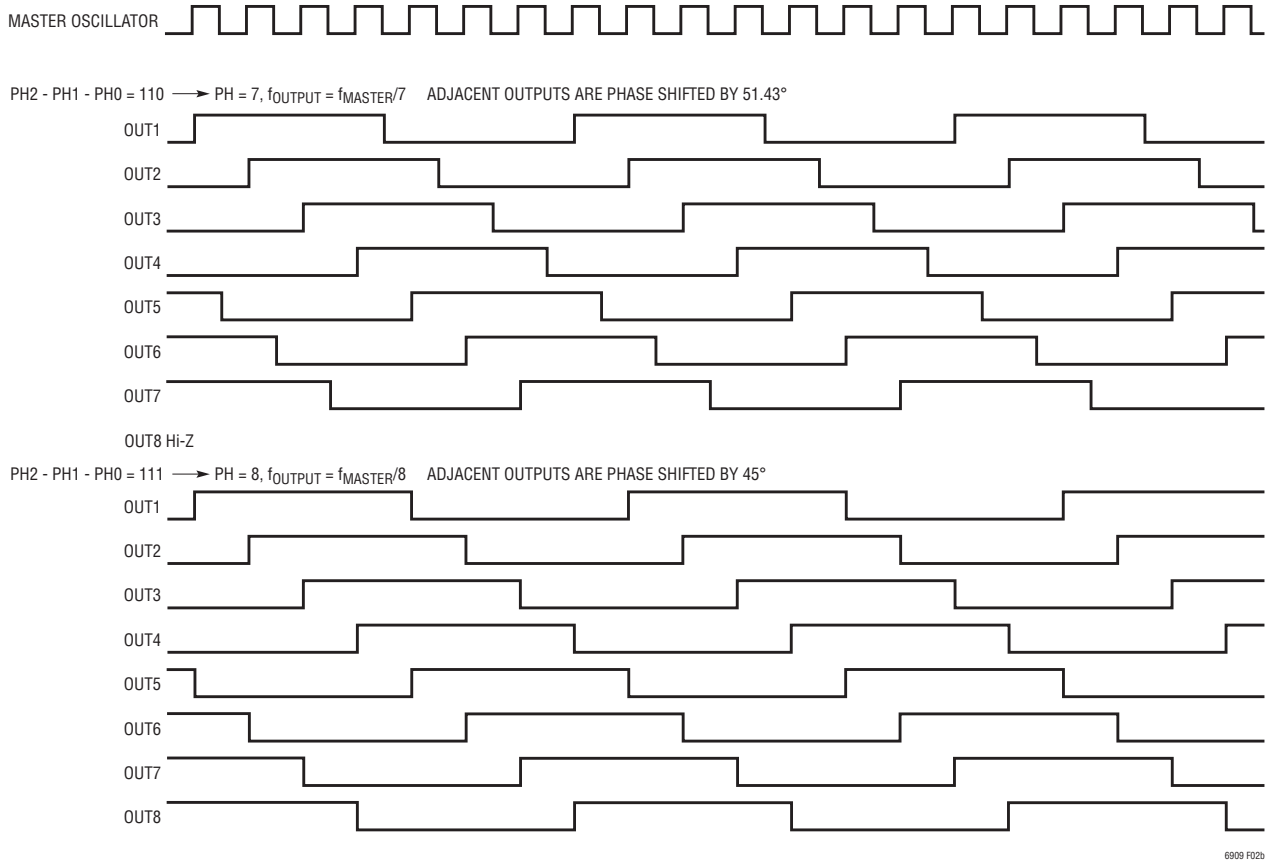 MASTER OSCILLATOR
PH2 - PH1 - PH0 = 110 → PH = 7, fOUTPUT = fMASTER/7 ADJACENT OUTPUTS ARE PHASE SHIFTED BY 51.43°
OUT1
OUT2
OUT3
OUT4
OUT5
OUT6
OUT7
OUT8 Hi-Z
PH2 - PH1 - PH0 = 111 → PH = 8, fOUTPUT = fMASTER/8 ADJACENT OUTPUTS ARE PHASE SHIFTED BY 45°
OUT1
OUT2
OUT3
OUT4
OUT5
OUT6
OUT7
OUT8
6909 F02b